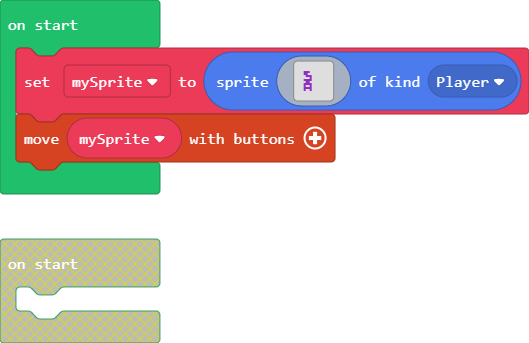 on start
set mySprite to sprite of kind Player
move mySprite with buttons
on start